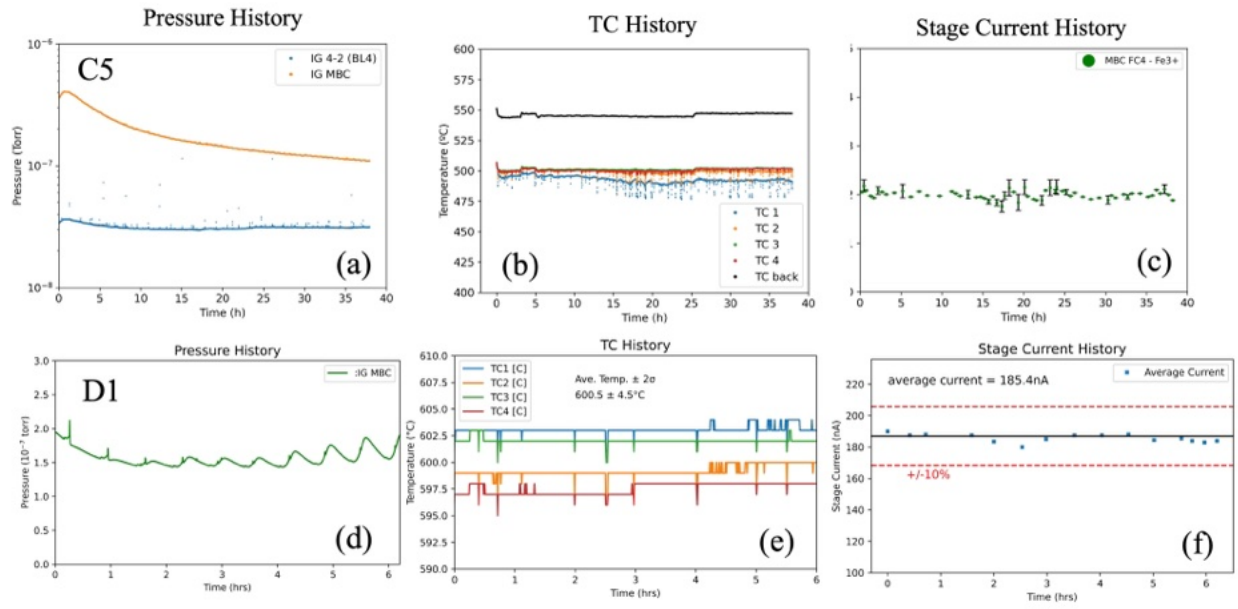 Pressure History
TC History
Stage Current History
10⁻⁶
10⁻⁷
10⁻⁸
Pressure (Torr)
C5
IG 4-2 (BL4)
IG MBC
(a)
0 5 10 15 20 25 30 35 40
Time (h)
600
575
550
525
500
475
450
425
400
Temperature (ºC)
TC 1
TC 2
TC 3
TC 4
TC back
(b)
0 5 10 15 20 25 30 35 40
Time (h)
MBC FC4 - Fe3+
(c)
0 5 10 15 20 25 30 35 40
Time (h)
Pressure History
3.0
2.5
2.0
1.5
1.0
0.5
0.0
Pressure (10⁻⁷ torr)
D1
:IG MBC
(d)
0 1 2 3 4 5 6
Time (hrs)
TC History
610.0
607.5
605.0
602.5
600.0
597.5
595.0
592.5
590.0
Temperature (°C)
TC1 [C]
TC2 [C]
TC3 [C]
TC4 [C]
Ave. Temp. ± 2σ
600.5 ± 4.5°C
(e)
0 1 2 3 4 5 6
Time (hrs)
Stage Current History
220
200
180
160
140
120
100
Stage Current (nA)
average current = 185.4nA
Average Current
+/-10%
(f)
0 1 2 3 4 5 6
Time (hrs)